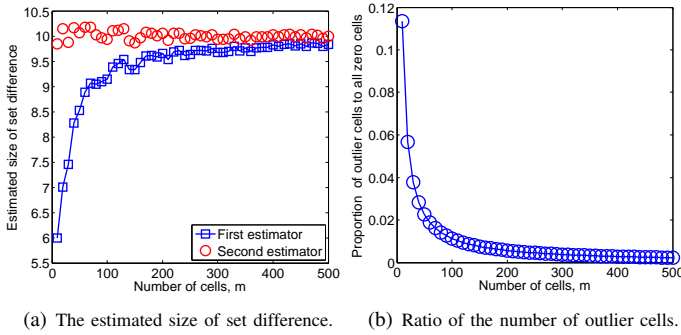 10.5
10
9.5
9
8.5
8
7.5
7
6.5
6
5.5
Estimated size of set difference
First estimator
Second estimator
0 100 200 300 400 500
Number of cells, m
(a) The estimated size of set difference.
0.12
0.1
0.08
0.06
0.04
0.02
0
Proportion of outlier cells to all zero cells
0 100 200 300 400 500
Number of cells, m
(b) Ratio of the number of outlier cells.